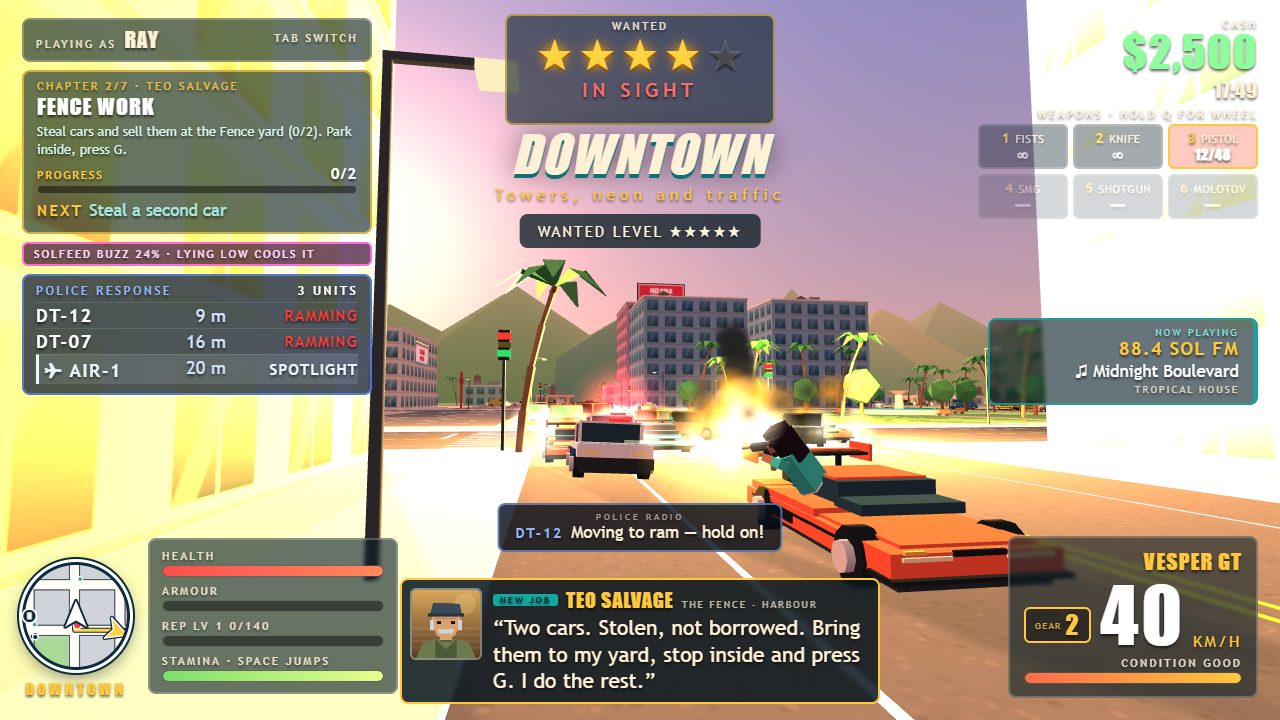 PLAYING AS RAY
TAB SWITCH
CHAPTER 2/7 · TEO SALVAGE
FENCE WORK
Steal cars and sell them at the Fence yard (0/2). Park
inside, press G.
PROGRESS 0/2
NEXT Steal a second car
SOLFEED BUZZ 24% · LYING LOW COOLS IT
POLICE RESPONSE 3 UNITS
DT-12 9 m RAMMING
DT-07 16 m RAMMING
AIR-1 20 m SPOTLIGHT
WANTED
IN SIGHT
DOWNTOWN
Towers, neon and traffic
WANTED LEVEL ★★★★★
CASH
$2,500
17:49
WEAPONS · HOLD Q FOR WHEEL
1 FISTS ∞
2 KNIFE ∞
3 PISTOL 12/48
4 SMG —
5 SHOTGUN —
6 MOLOTOV —
NOW PLAYING
88.4 SOL FM
♫ Midnight Boulevard
TROPICAL HOUSE
POLICE RADIO
DT-12 Moving to ram — hold on!
DOWNTOWN
HEALTH
ARMOUR
REP LV 1 0/140
STAMINA · SPACE JUMPS
NEW JOB TEO SALVAGE THE FENCE · HARBOUR
“Two cars. Stolen, not borrowed. Bring
them to my yard, stop inside and press
G. I do the rest.”
VESPER GT
GEAR 2
40 KM/H
CONDITION GOOD